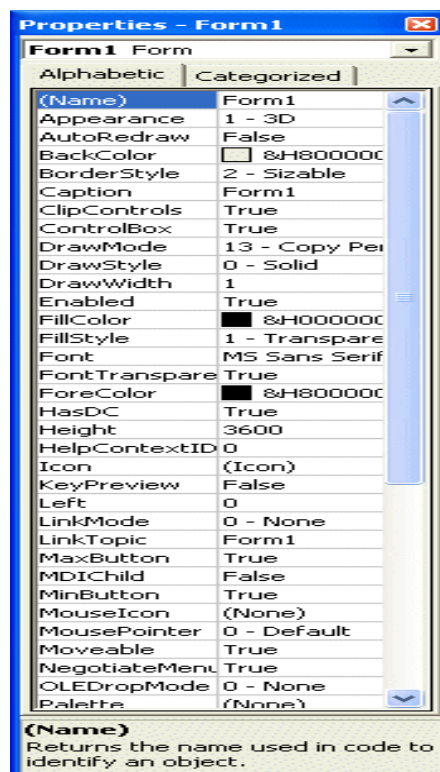 Properties - Form1
Form1 Form
Alphabetic Categorized
(Name) Form1
Appearance 1 - 3D
AutoRedraw False
BackColor &H800000
BorderStyle 2 - Sizable
Caption Form1
ClipControls True
ControlBox True
DrawMode 13 - Copy Pe
DrawStyle 0 - Solid
DrawWidth 1
Enabled True
FillColor &H000000
FillStyle 1 - Transpare
Font MS Sans Serif
FontTranspare True
ForeColor &H800000
HasDC True
Height 3600
HelpContextID 0
Icon (Icon)
KeyPreview False
Left 0
LinkMode 0 - None
LinkTopic Form1
MaxButton True
MDIChild False
MinButton True
MouseIcon (None)
MousePointer 0 - Default
Moveable True
NegotiateMenu True
OLEDropMode 0 - None
Palette (None)
(Name)
Returns the name used in code to
identify an object.